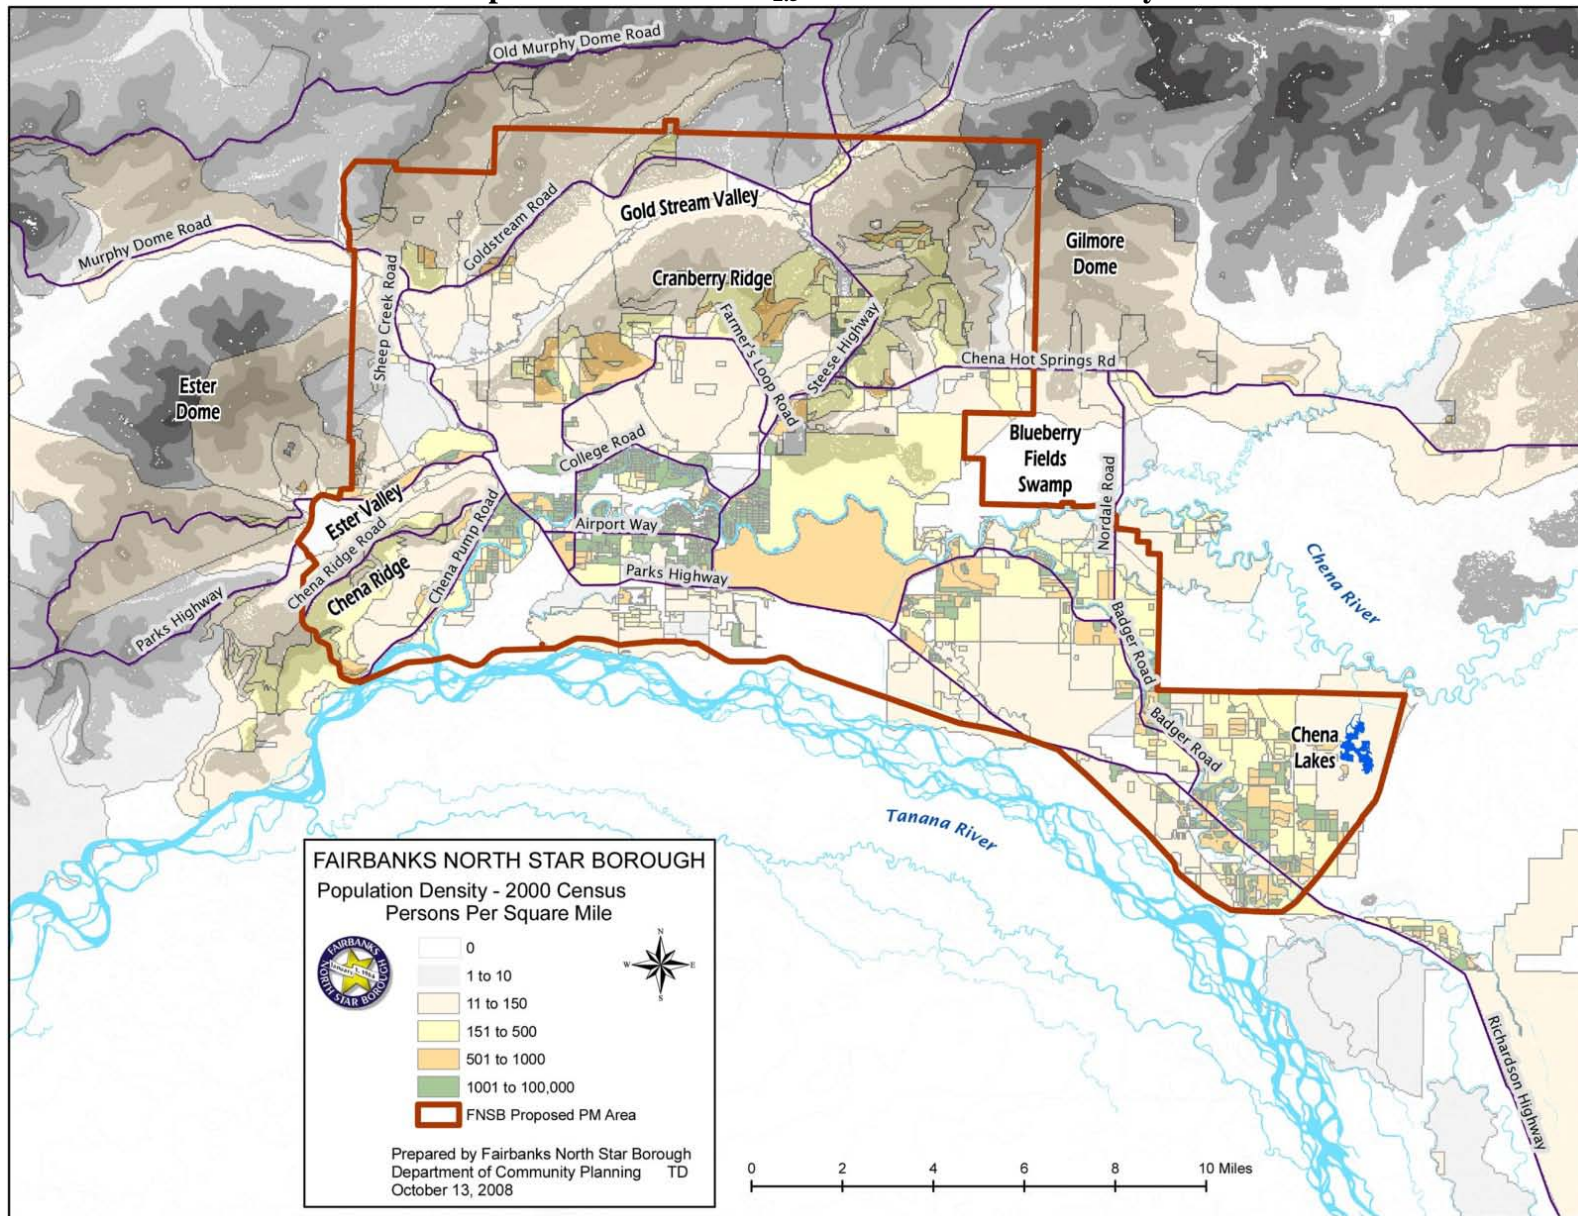 Old Murphy Dome Road
Murphy Dome Road
Goldstream Road
Gold Stream Valley
Gilmore
Dome
Cranberry Ridge
Sheep Creek Road
Farmer's Loop Road
Steese Highway
Chena Hot Springs Rd
Ester
Dome
College Road
Blueberry
Fields
Swamp
Nordale Road
Ester Valley
Airport Way
Chena Ridge Road
Chena Ridge
Chena Pump Road
Parks Highway
Parks Highway
Chena River
Badger Road
Badger Road
Chena
Lakes
Tanana River
Richardson Highway
FAIRBANKS NORTH STAR BOROUGH
Population Density - 2000 Census
Persons Per Square Mile
FAIRBANKS
NORTH STAR BOROUGH
N
W
E
S
0
1 to 10
11 to 150
151 to 500
501 to 1000
1001 to 100,000
FNSB Proposed PM Area
Prepared by Fairbanks North Star Borough
Department of Community Planning TD
October 13, 2008
0 2 4 6 8 10 Miles